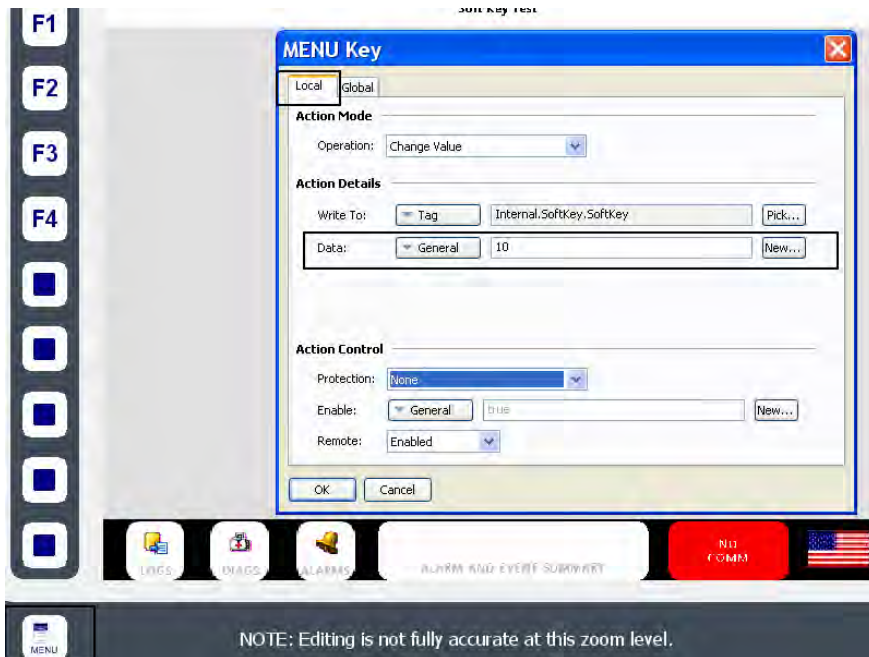 Soft Key Test
F1
MENU Key
Local Global
F2
Action Mode
Operation: Change Value
F3
Action Details
Write To: Tag Internal.SoftKey.SoftKey Pick...
F4
Data: General 10 New...
Action Control
Protection: None
Enable: General true New...
Remote: Enabled
OK Cancel
LOGS DIAGS ALARMS ALARM AND EVENT SUMMARY NO
COMM
MENU NOTE: Editing is not fully accurate at this zoom level.